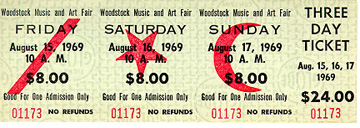 Woodstock Music and Art Fair
FRIDAY
August 15, 1969
10 A. M.
$8.00
Good For One Admission Only
01173 NO REFUNDS
Woodstock Music and Art Fair
SATURDAY
August 16, 1969
10 A. M.
$8.00
Good For One Admission Only
01173 NO REFUNDS
Woodstock Music and Art Fair
SUNDAY
August 17, 1969
10 A. M.
$8.00
Good For One Admission Only
01173 NO REFUNDS
THREE
DAY
TICKET
Aug. 15, 16, 17
1969
$24.00
01173